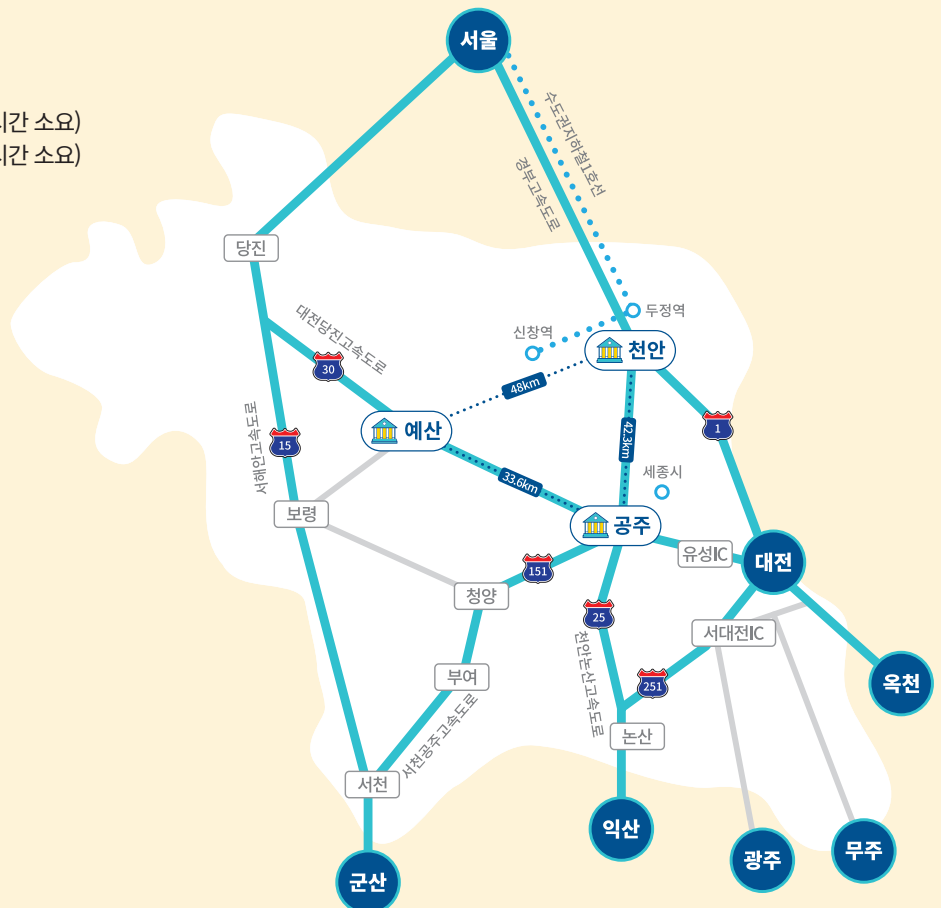 서울
시간 소요)
시간 소요)
수도권지하철1호선
경부고속도로
당진
대전당진고속도로
30
신창역
두정역
천안
48km
예산
15
서해안고속도로
42.3km
1
33.6km
세종시
보령
공주
유성IC
대전
151
청양
25
천안논산고속도로
서대전IC
부여
251
옥천
서천공주고속도로
논산
서천
익산
광주
무주
군산